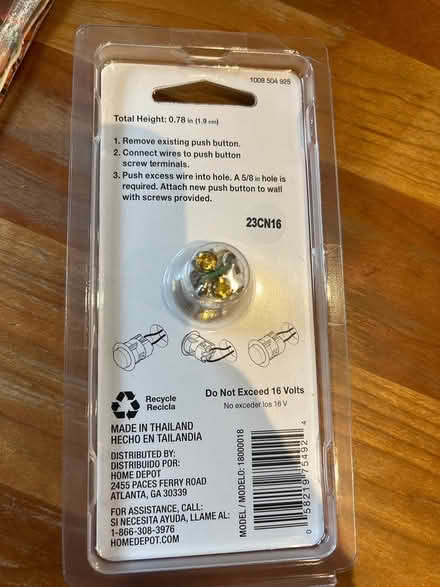 1008 504 925
Total Height: 0.78 in (1.9 cm)
1. Remove existing push button.
2. Connect wires to push button
screw terminals.
3. Push excess wire into hole. A 5/8 in hole is
required. Attach new push button to wall
with screws provided.
23CN16
Recycle
Recicla
Do Not Exceed 16 Volts
No exceder los 16 V
MADE IN THAILAND
HECHO EN TAILANDIA
DISTRIBUTED BY:
DISTRIBUIDO POR:
HOME DEPOT
2455 PACES FERRY ROAD
ATLANTA, GA 30339
FOR ASSISTANCE, CALL:
SI NECESITA AYUDA, LLAME AL:
1-866-308-3976
HOMEDEPOT.COM
MODEL / MODELO: 18000018
0 58219 75492 4